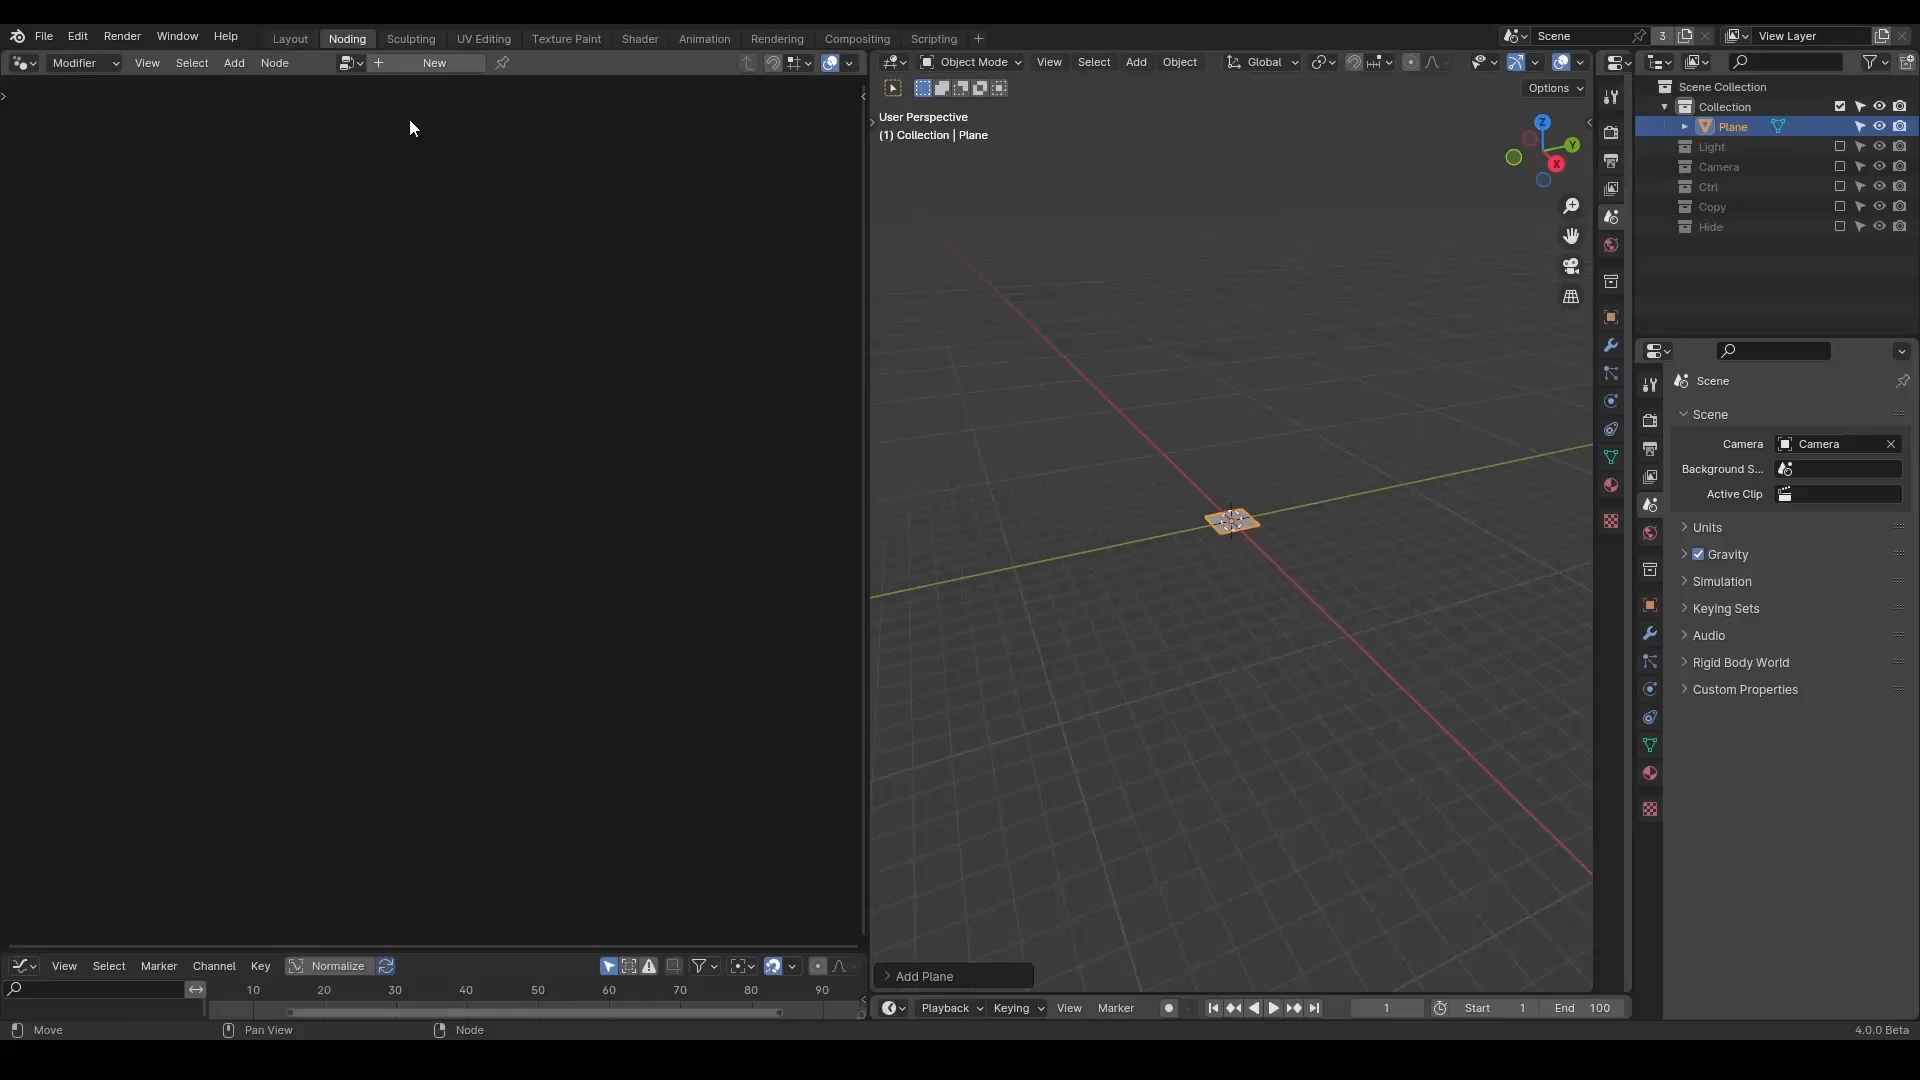 File Edit Render Window Help Layout Noding Sculpting UV Editing Texture Paint Shader Animation Rendering Compositing Scripting + Scene 3 View Layer
Modifier View Select Add Node + New
Object Mode View Select Add Object Global
Options
User Perspective
(1) Collection | Plane
Z
Y
X
Scene Collection
Collection
Plane
Light
Camera
Ctrl
Copy
Hide
Scene
Scene
Camera Camera
Background S...
Active Clip
Units
Gravity
Simulation
Keying Sets
Audio
Rigid Body World
Custom Properties
Add Plane
View Select Marker Channel Key Normalize
10 20 30 40 50 60 70 80 90
Playback Keying View Marker 1 Start 1 End 100
Move Pan View Node 4.0.0 Beta